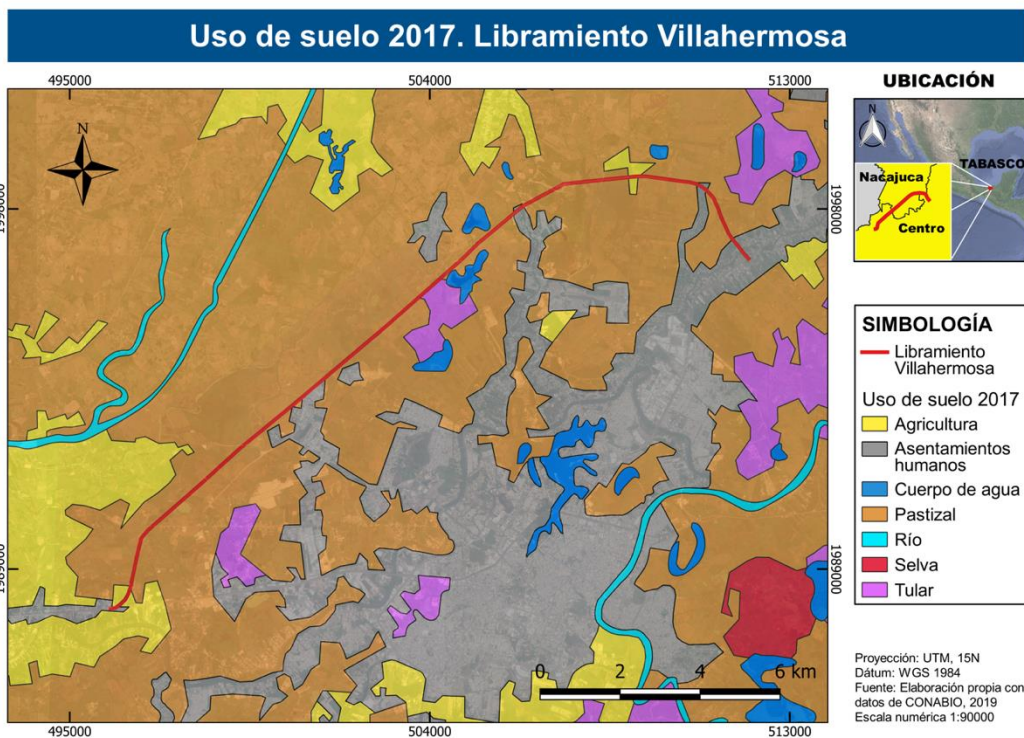 Uso de suelo 2017. Libramiento Villahermosa
495000
504000
513000
N
1998000
1998000
1989000
1989000
0
2
4
6 km
495000
504000
513000
UBICACIÓN
N
TABASCO
Nacajuca
Centro
SIMBOLOGÍA
Libramiento
Villahermosa
Uso de suelo 2017
Agricultura
Asentamientos
humanos
Cuerpo de agua
Pastizal
Río
Selva
Tular
Proyección: UTM, 15N
Dátum: WGS 1984
Fuente: Elaboración propia con
datos de CONABIO, 2019
Escala numérica 1:90000